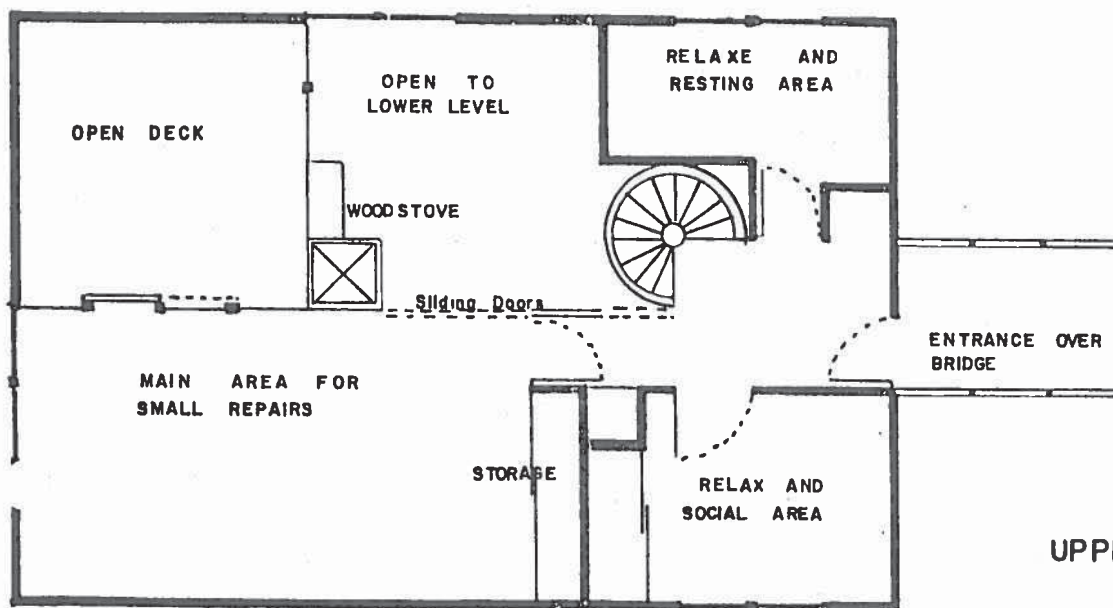 RELAXE AND
RESTING AREA
OPEN TO
LOWER LEVEL
OPEN DECK
WOODSTOVE
Sliding Doors
ENTRANCE OVER
BRIDGE
MAIN AREA FOR
SMALL REPAIRS
STORAGE
RELAX AND
SOCIAL AREA
UPP